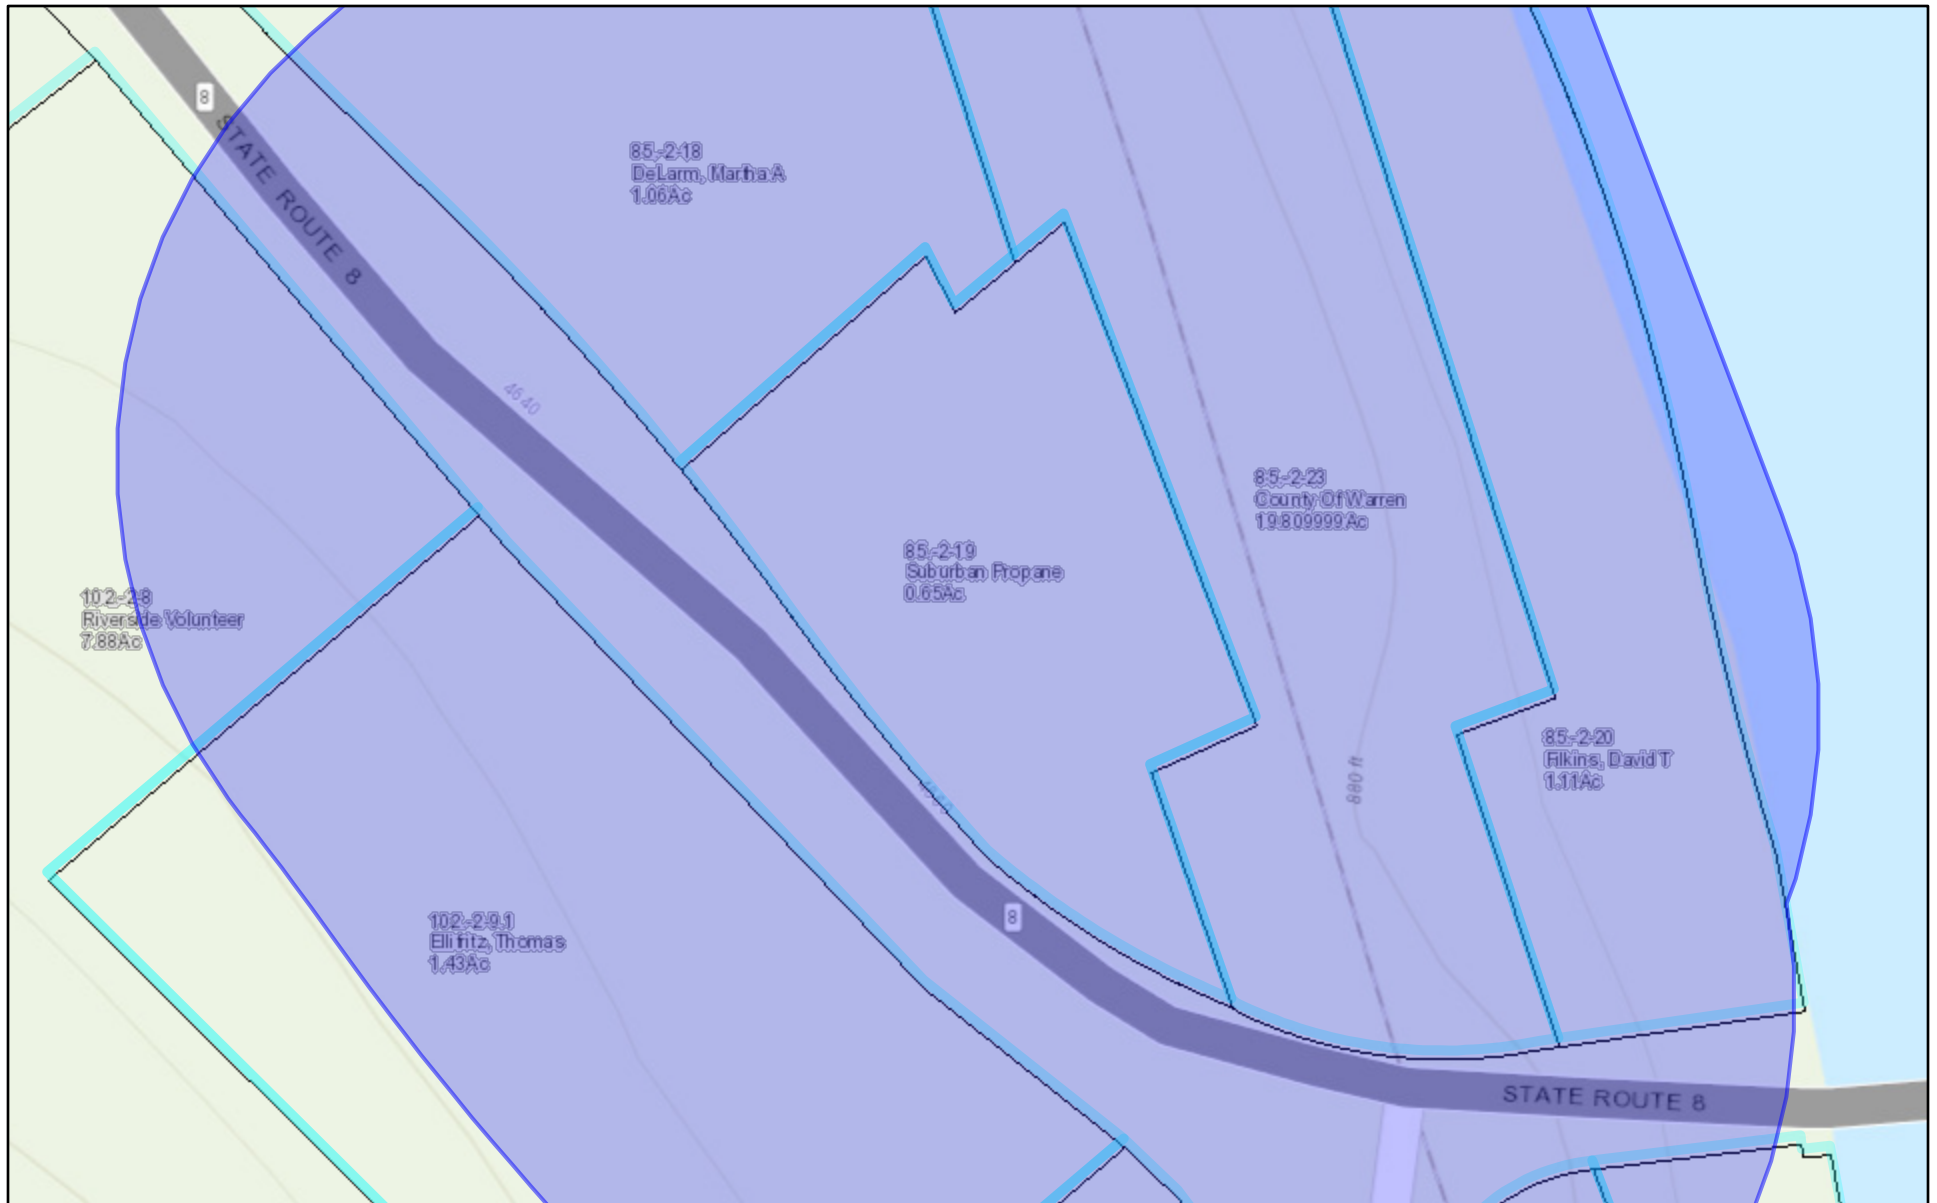 8
STATE ROUTE 8
85.-2-18
DeLarm, Martha A
1.06Ac
4640
85.-2-23
County Of Warren
19.809999Ac
85.-2-19
Suburban Propane
0.65Ac
102.-2-8
Riverside Volunteer
7.88Ac
85.-2-20
Filkins, David T
1.11Ac
880 ft
102.-2-9.1
Ellifritz, Thomas
1.43Ac
8
STATE ROUTE 8